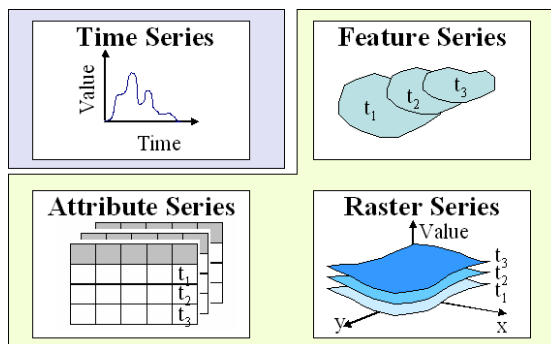 Time Series
Value
Time
Feature Series
t1
t2
t3
Attribute Series
t1
t2
t3
Raster Series
Value
t3
t2
t1
y
x